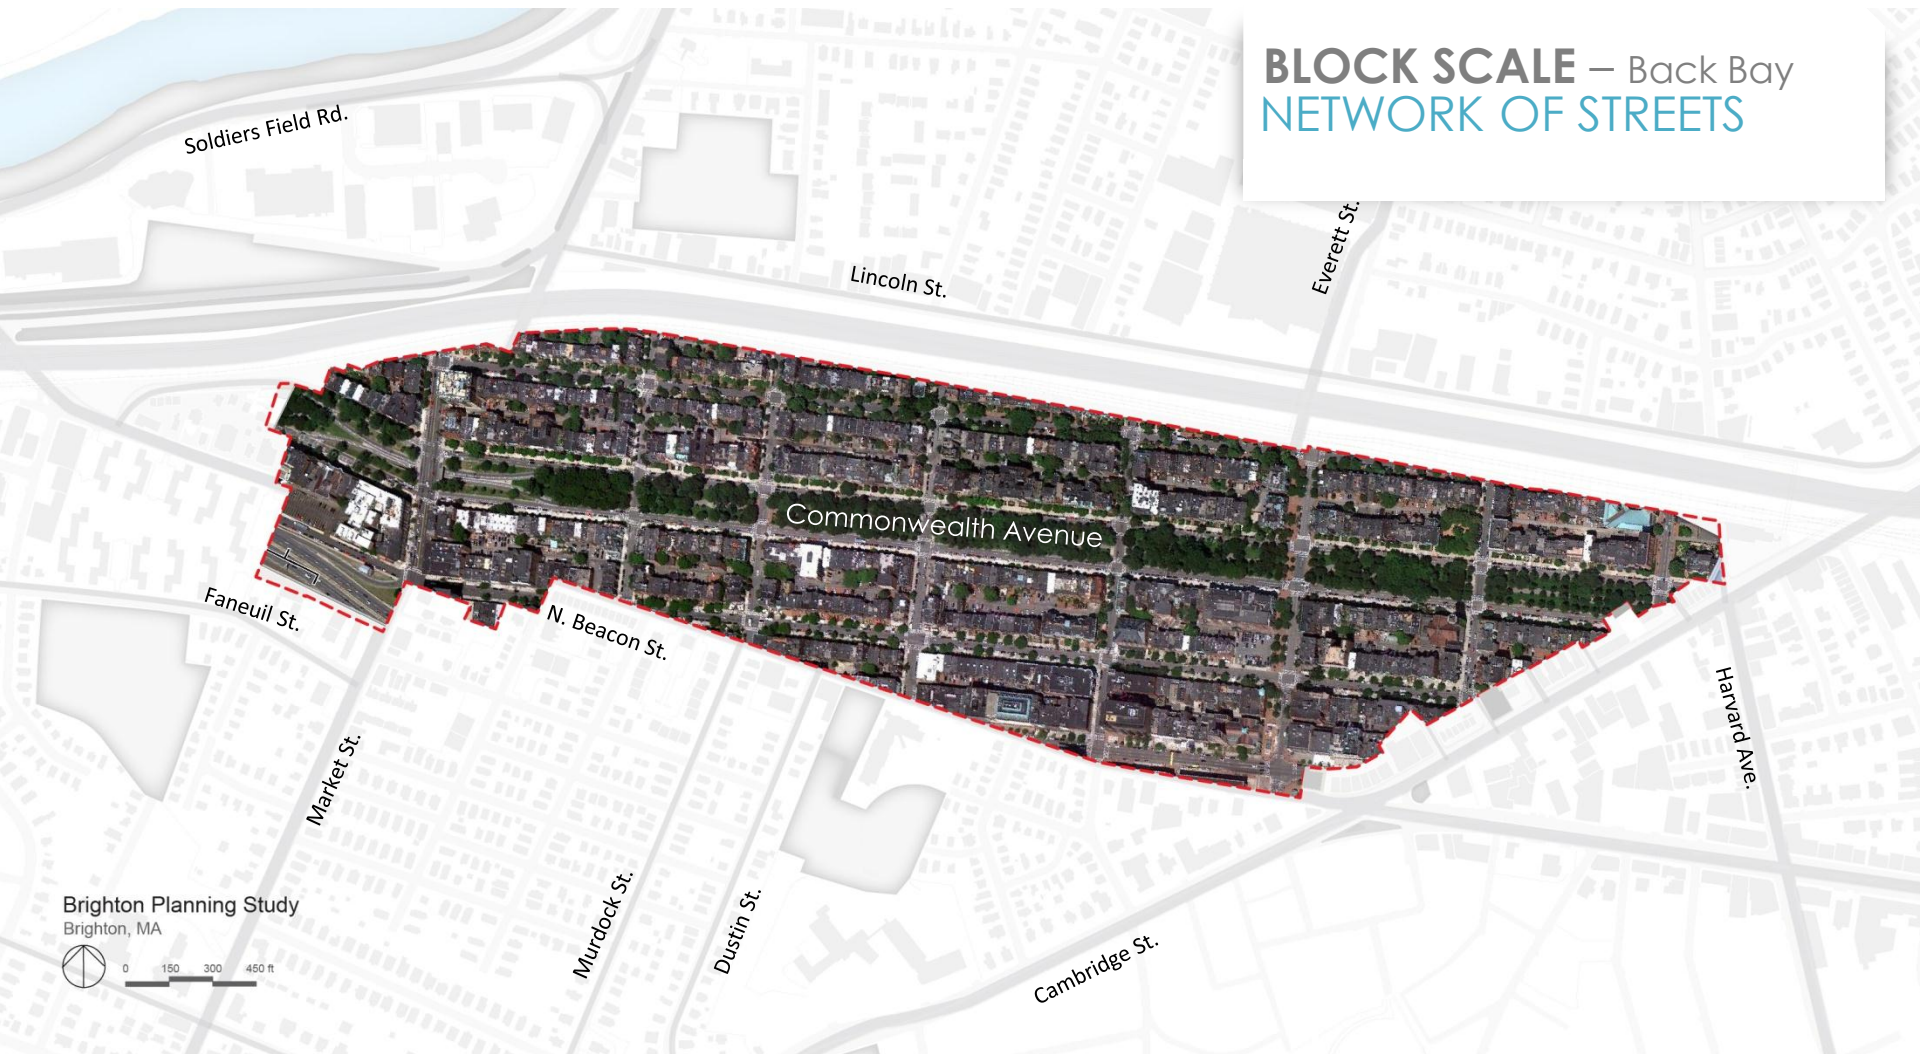 BLOCK SCALE – Back Bay
NETWORK OF STREETS
Soldiers Field Rd.
Everett St.
Lincoln St.
Commonwealth Avenue
Faneuil St.
N. Beacon St.
Harvard Ave.
Market St.
Murdock St.
Dustin St.
Cambridge St.
Brighton Planning Study
Brighton, MA
0 150 300 450 ft